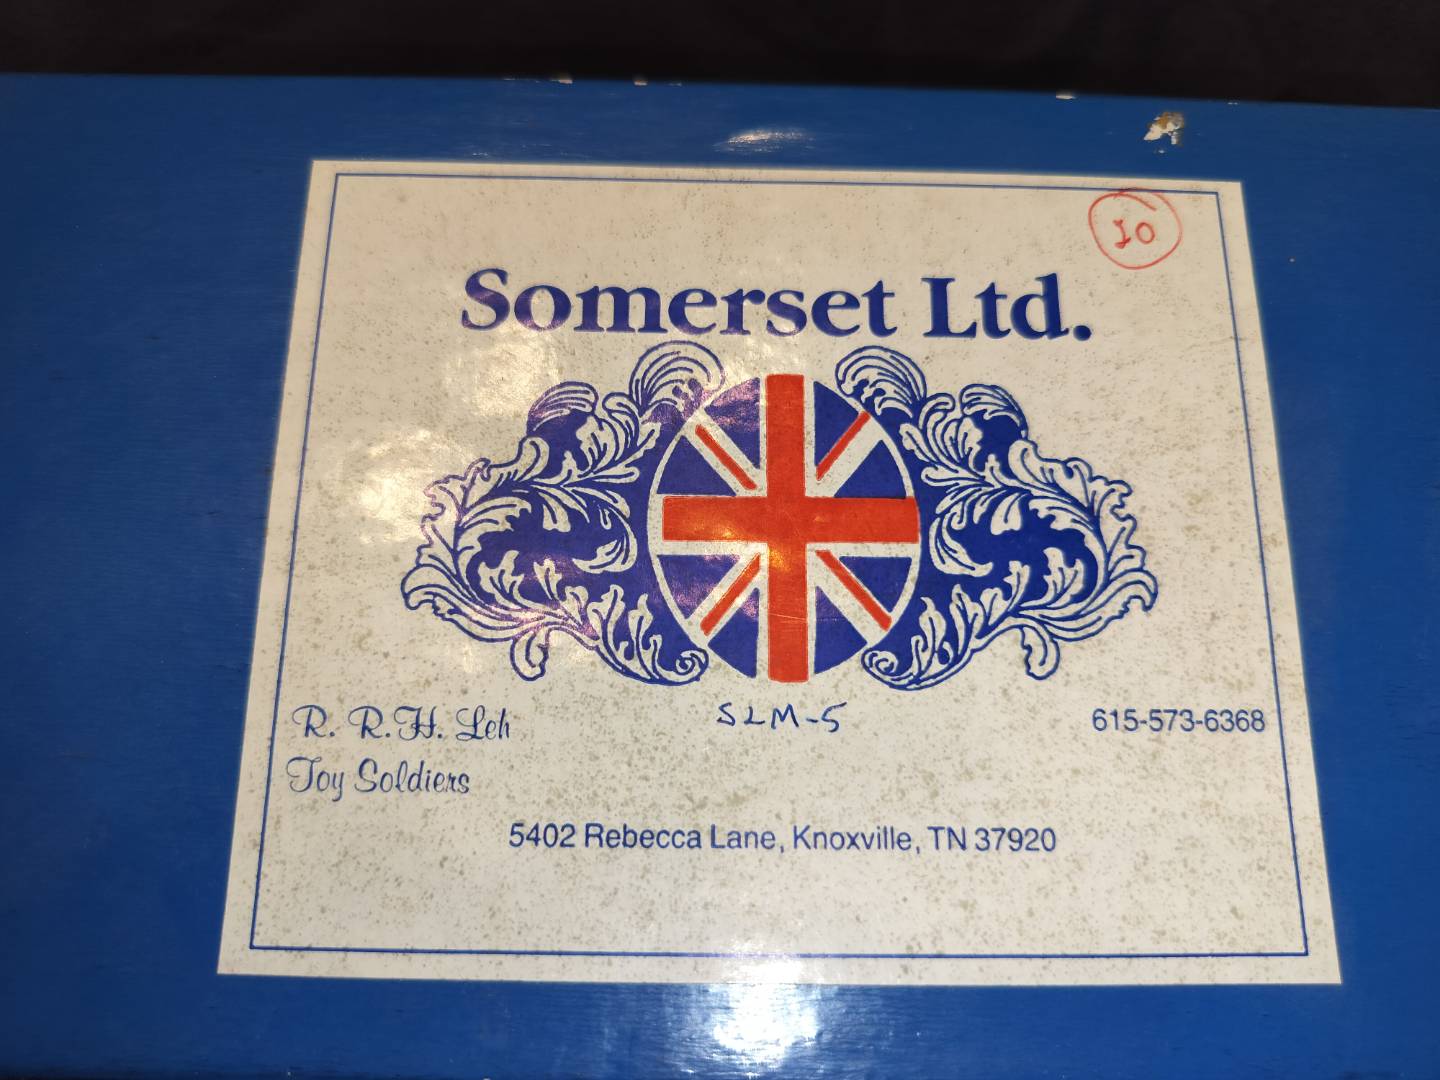 10
Somerset Ltd.
R. R.H. Leh
Toy Soldiers
SLM-5
615-573-6368
5402 Rebecca Lane, Knoxville, TN 37920